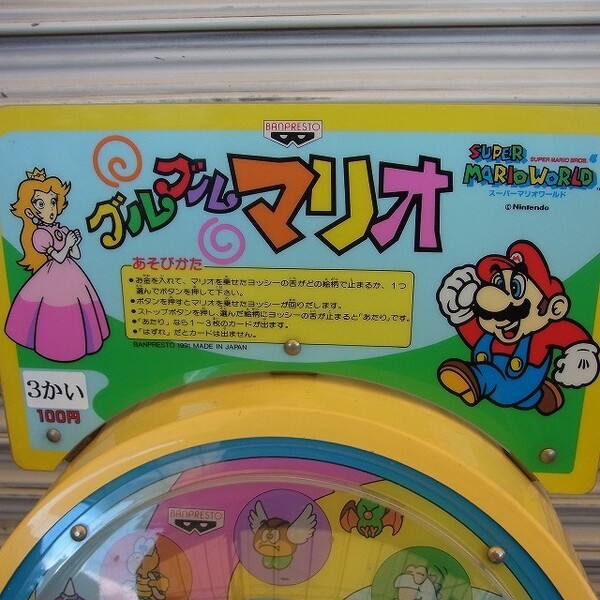 BANPRESTO
グルグルマリオ
SUPER
SUPER MARIO BROS. 4
MARIO WORLD
スーパーマリオワールド
©Nintendo
あそびかた
●お金を入れて、マリオを乗せたヨッシーの舌がどの絵柄で止まるか、1つ
選んでボタンを押して下さい。
●ボタンを押すとマリオを乗せたヨッシーが回りだします。
●ストップボタンを押し、選んだ絵柄にヨッシーの舌が止まると「あたり」です。
●「あたり」なら1〜3枚のカードが出ます。
●「はずれ」だとカードは出ません。
BANPRESTO 1991 MADE IN JAPAN
3かい
100円
BANPRESTO